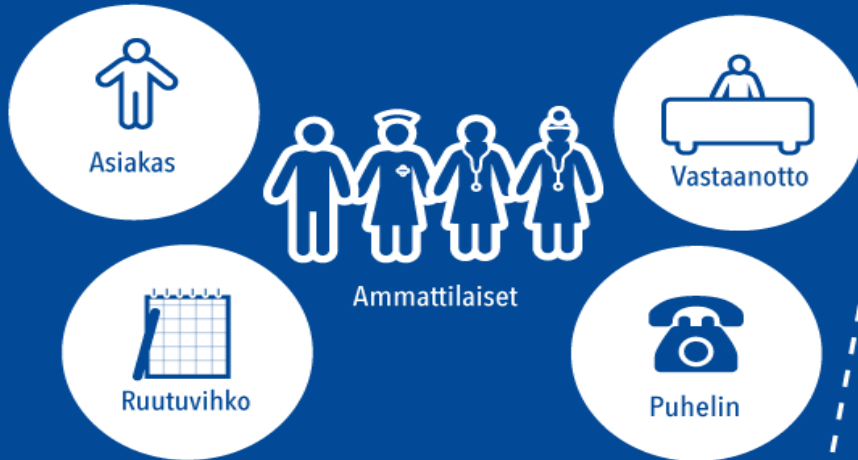 Asiakas
Vastaanotto
Ammattilaiset
Ruutuvihko
Puhelin